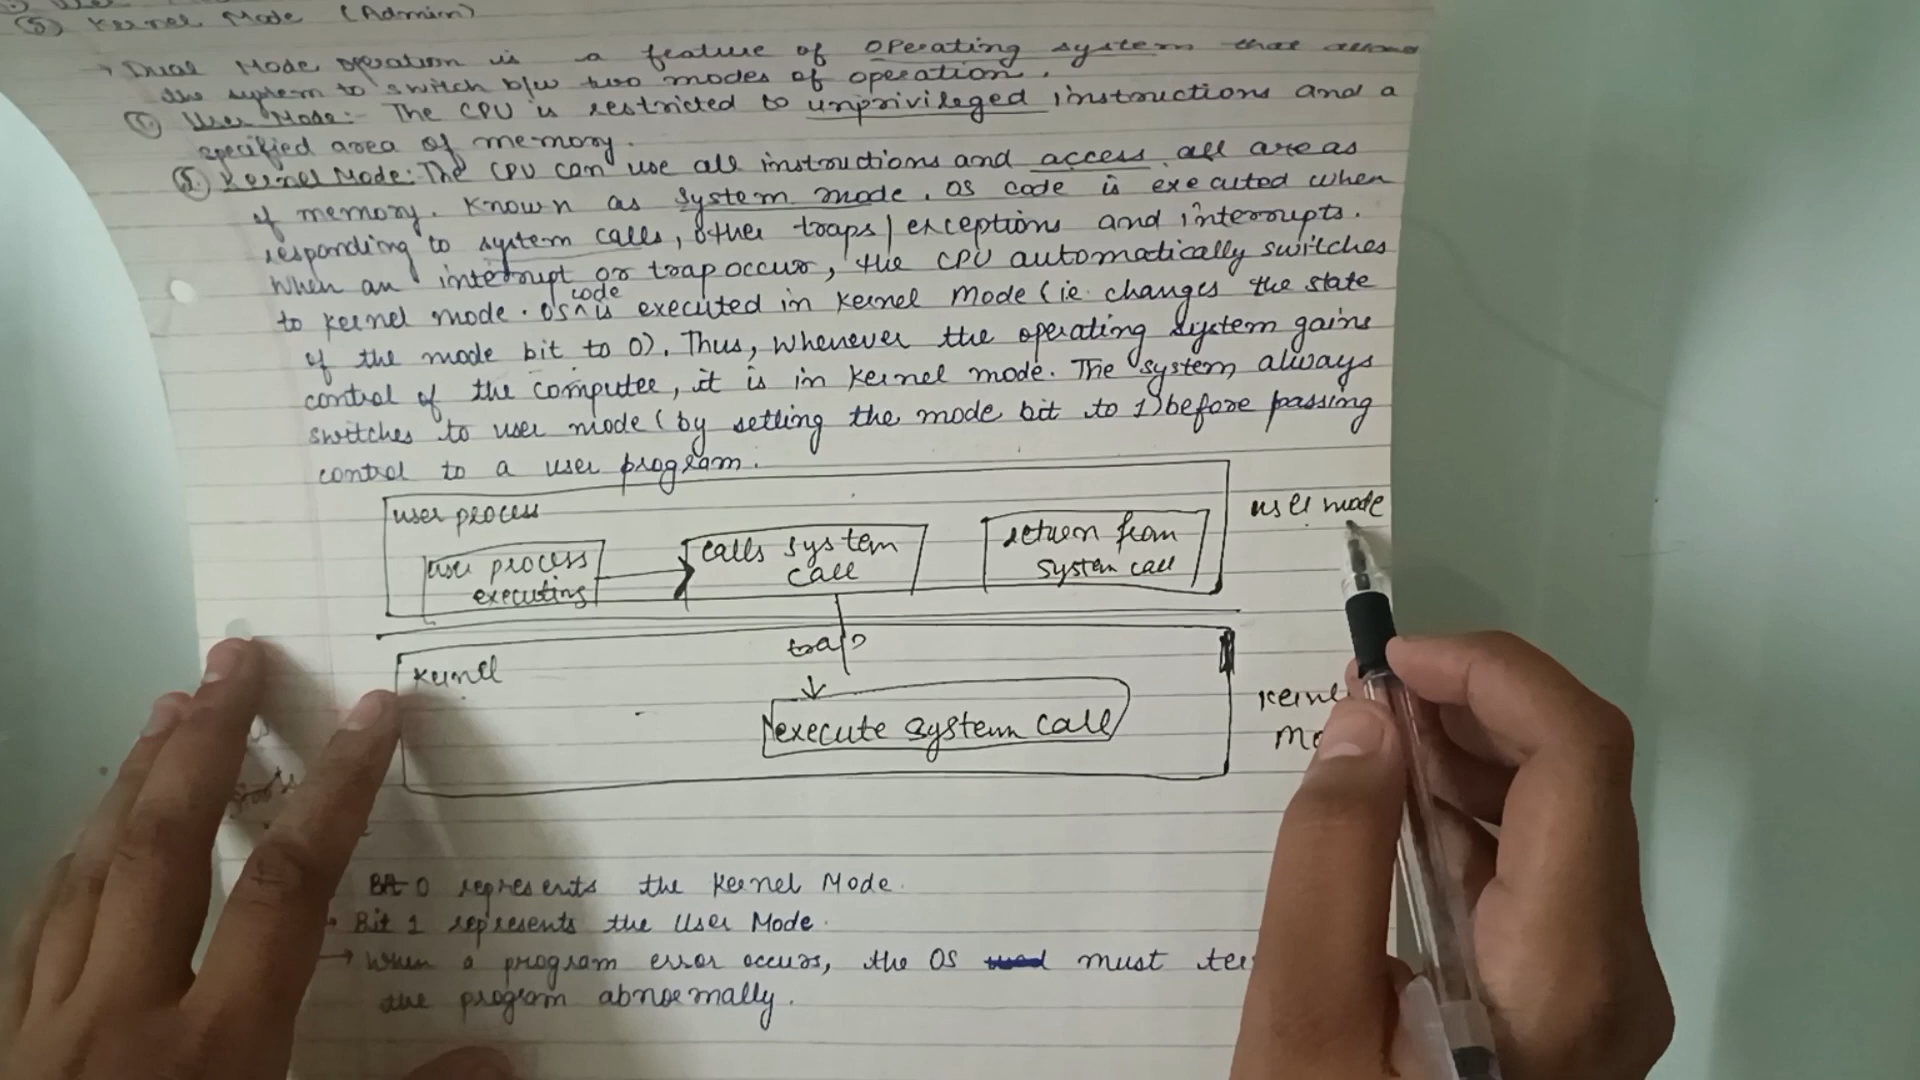 (S) Kernel Mode (Admin)
→ Dual Mode operation is a feature of operating system that allows
the system to switch b/w two modes of operation.
User Mode:- The CPU is restricted to unprivileged instructions and a
specified area of memory.
Kernel Mode: The CPU can use all instructions and access all areas
of memory. Known as system mode. OS code is executed when
responding to system calls, other traps/exceptions and interrupts.
When an interrupt or trap occur, the CPU automatically switches
to kernel mode. OS code is executed in kernel mode (ie. changes the state
of the mode bit to 0). Thus, whenever the operating system gains
control of the computer, it is in kernel mode. The system always
switches to user mode (by setting the mode bit to 1) before passing
control to a user program.
user process
user mode
user process
executing
calls system
call
return from
system call
trap
kernel
kernel
execute system call
Bit 0 represents the Kernel Mode.
Bit 1 represents the User Mode.
→ When a program error occurs, the OS must
the program abnormally.